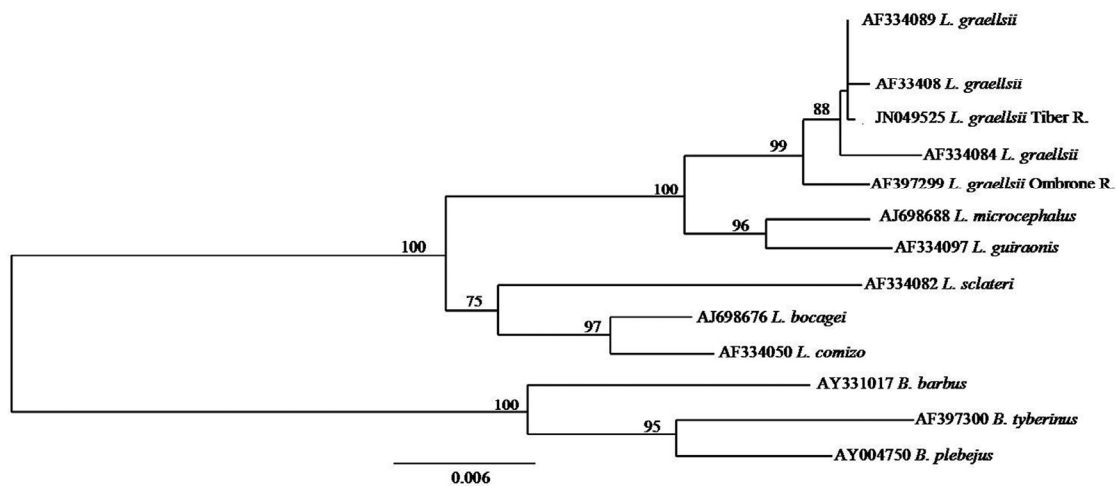 AF334089 L. graellsii
AF33408 L. graellsii
88
JN049525 L. graellsii Tiber R.
99
AF334084 L. graellsii
100
AF397299 L. graellsii Ombrone R.
AJ698688 L. microcephalus
96
AF334097 L. guiraonis
100
AF334082 L. sclateri
75
AJ698676 L. bocagei
97
AF334050 L. comizo
AY331017 B. barbus
100
AF397300 B. tyberinus
95
AY004750 B. plebejus
0.006